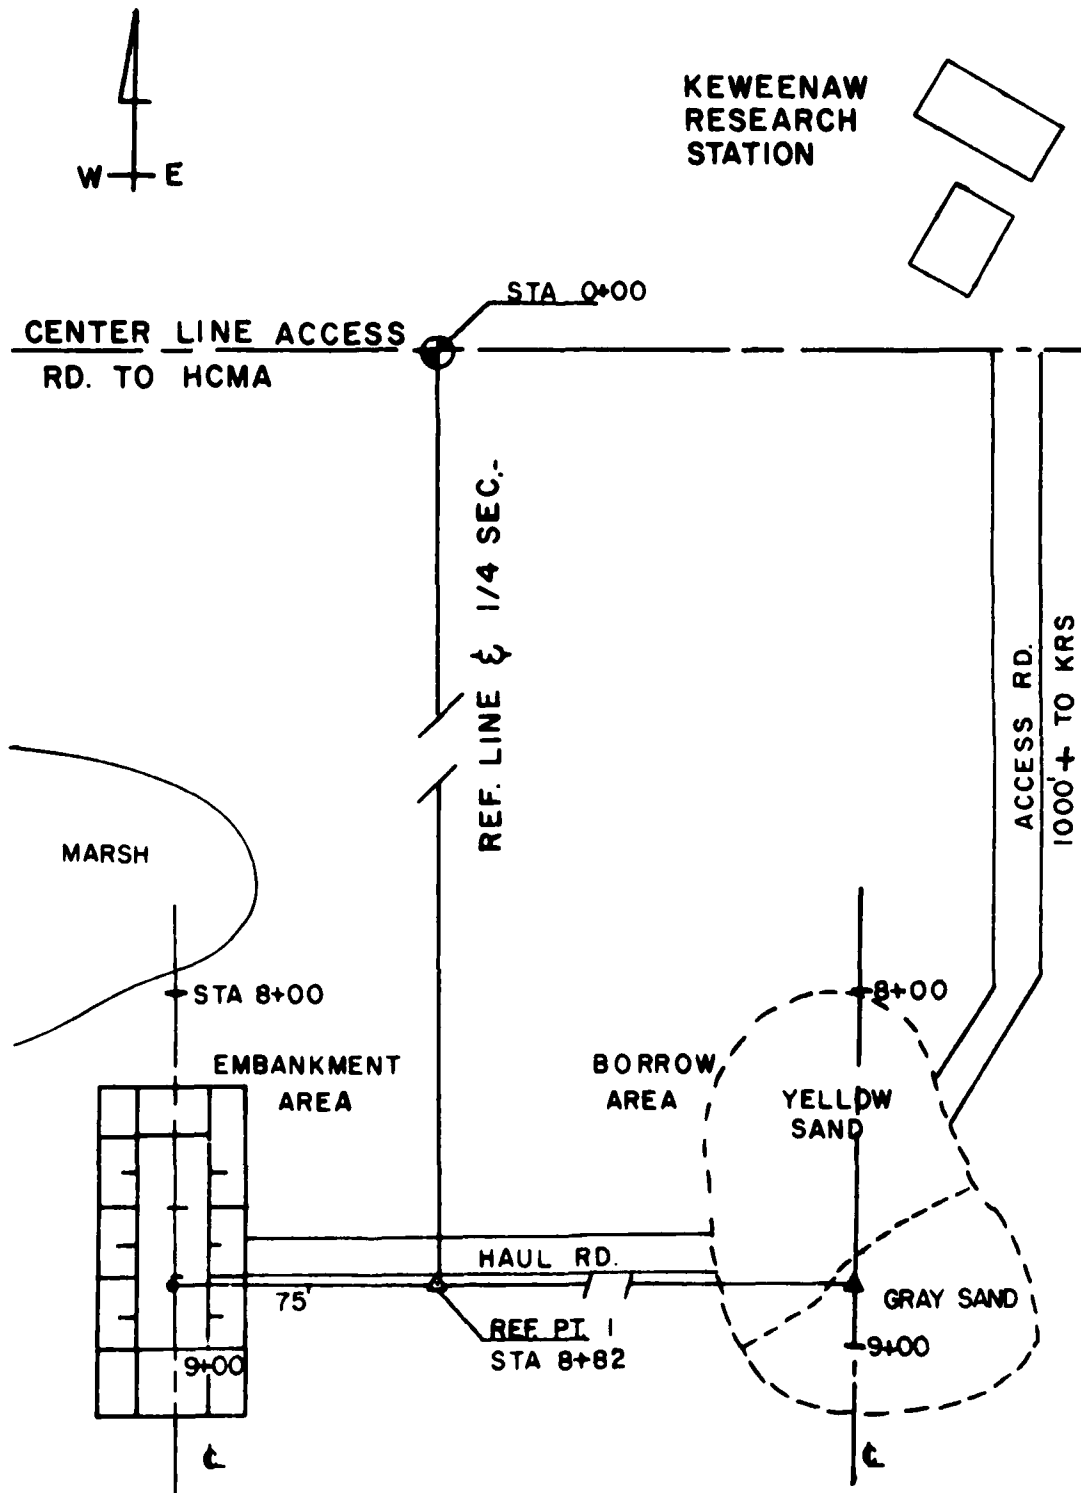 KEWEENAW
RESEARCH
STATION
W E
STA 0+00
CENTER LINE ACCESS
RD. TO HCMA
REF. LINE & 1/4 SEC.-
ACCESS RD.
1000'+ TO KRS
MARSH
STA 8+00
8+00
EMBANKMENT
AREA
BORROW
AREA
YELLOW
SAND
HAUL RD.
75'
GRAY SAND
REF. PT. 1
STA 8+82
9+00
9+00
℄
℄